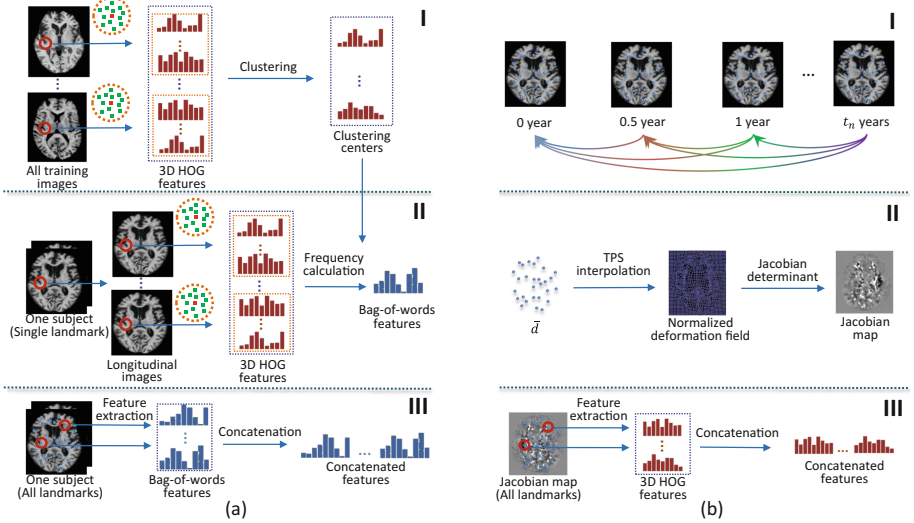 I
Clustering
All training
images
3D HOG
features
Clustering
centers
II
Frequency
calculation
One subject
(Single landmark)
Longitudinal
images
3D HOG
features
Bag-of-words
features
III
Feature
extraction
Concatenation
One subject
(All landmarks)
Bag-of-words
features
Concatenated
features
(a)
I
...
0 year
0.5 year
1 year
tₙ years
II
TPS
interpolation
Jacobian
determinant
d̄
Normalized
deformation field
Jacobian
map
III
Feature
extraction
Concatenation
...
Jacobian map
(All landmarks)
3D HOG
features
Concatenated
features
(b)